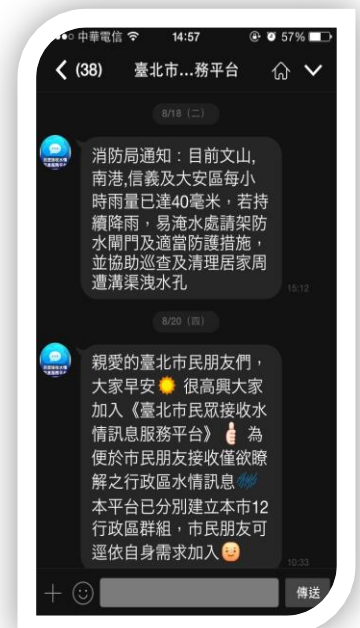 中華電信 14:57 57%
(38) 臺北市...務平台
8/18 (二)
消防局通知：目前文山,
南港,信義及大安區每小
時雨量已達40毫米，若持
續降雨，易淹水處請架防
水閘門及適當防護措施，
並協助巡查及清理居家周
遭溝渠洩水孔
15:12
8/20 (四)
親愛的臺北市民朋友們，
大家早安☀️ 很高興大家
加入《臺北市民眾接收水
情訊息服務平台》👍 為
便於市民朋友接收僅欲瞭
解之行政區水情訊息
本平台已分別建立本市12
行政區群組，市民朋友可
逕依自身需求加入😊
10:33
傳送